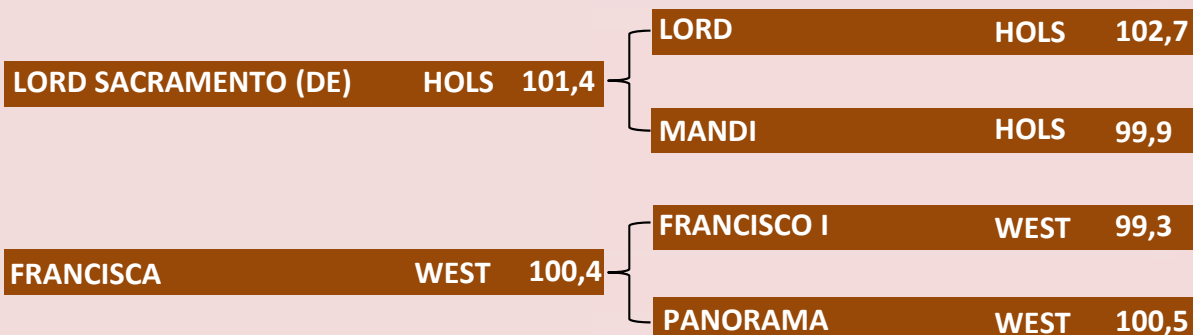 LORD HOLS 102,7
LORD SACRAMENTO (DE) HOLS 101,4
MANDI HOLS 99,9
FRANCISCO I WEST 99,3
FRANCISCA WEST 100,4
PANORAMA WEST 100,5